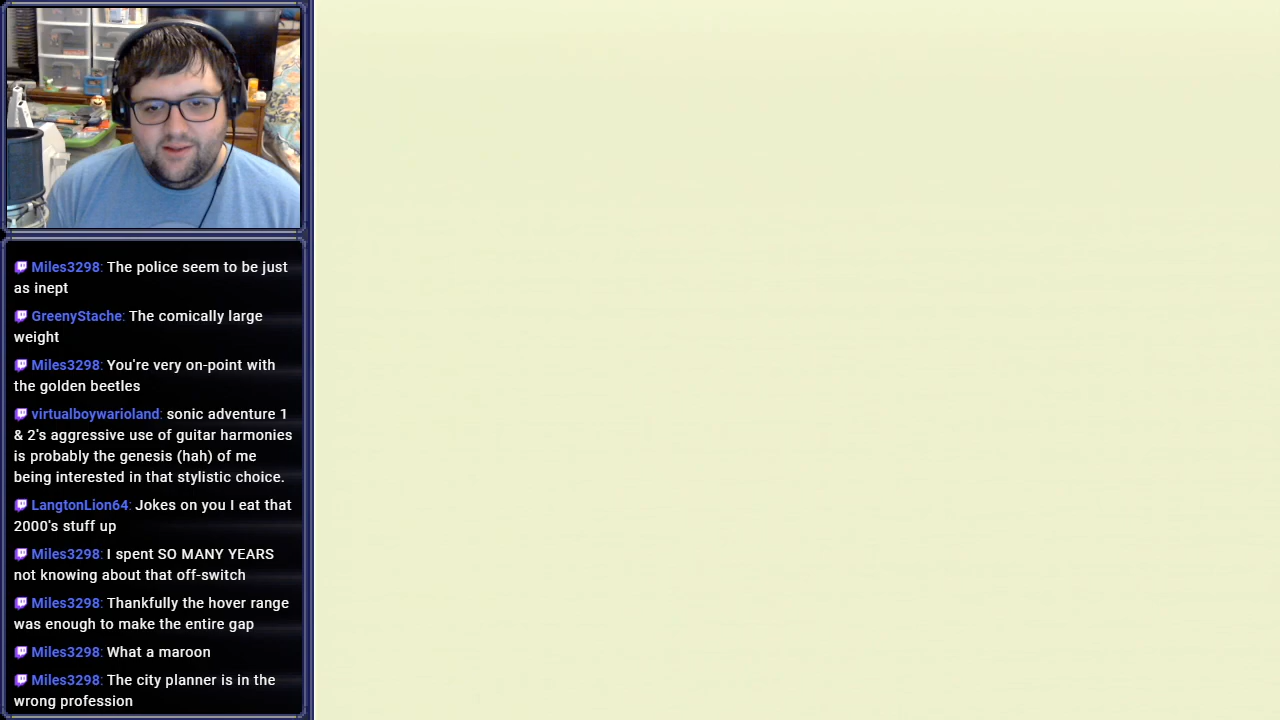 Miles3298: The police seem to be just
as inept
GreenyStache: The comically large
weight
Miles3298: You're very on-point with
the golden beetles
virtualboywarioland: sonic adventure 1
& 2's aggressive use of guitar harmonies
is probably the genesis (hah) of me
being interested in that stylistic choice.
LangtonLion64: Jokes on you I eat that
2000's stuff up
Miles3298: I spent SO MANY YEARS
not knowing about that off-switch
Miles3298: Thankfully the hover range
was enough to make the entire gap
Miles3298: What a maroon
Miles3298: The city planner is in the
wrong profession